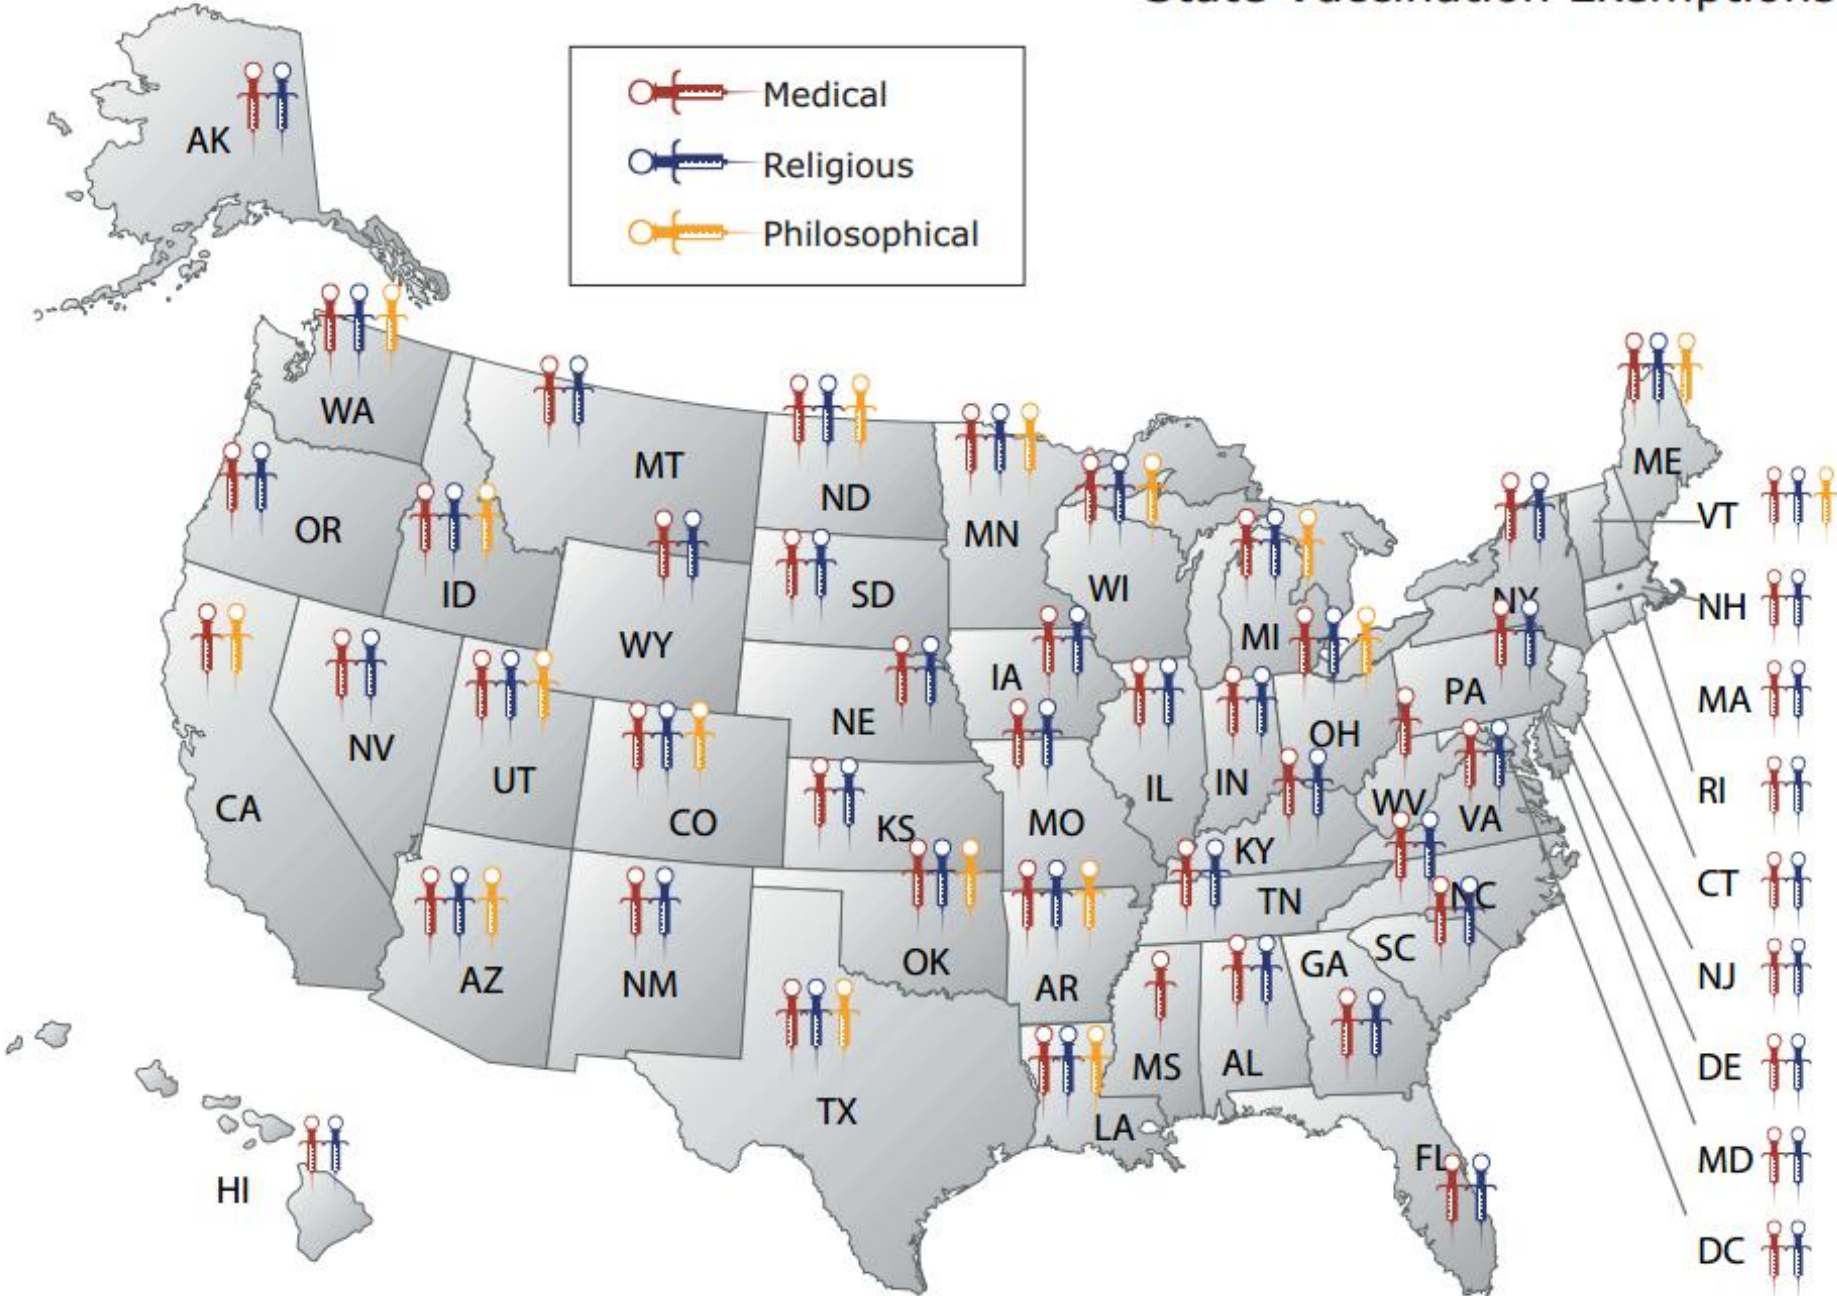 State Vaccination Exemptions
Medical
Religious
Philosophical
AK
WA
MT
ND
MN
ME
OR
ID
SD
WI
MI
NY
VT
NH
WY
IA
PA
MA
NV
NE
OH
CA
UT
CO
KS
MO
IL
IN
WV
VA
RI
KY
TN
NC
CT
AZ
NM
OK
AR
SC
GA
NJ
TX
MS
AL
DE
LA
HI
FL
MD
DC